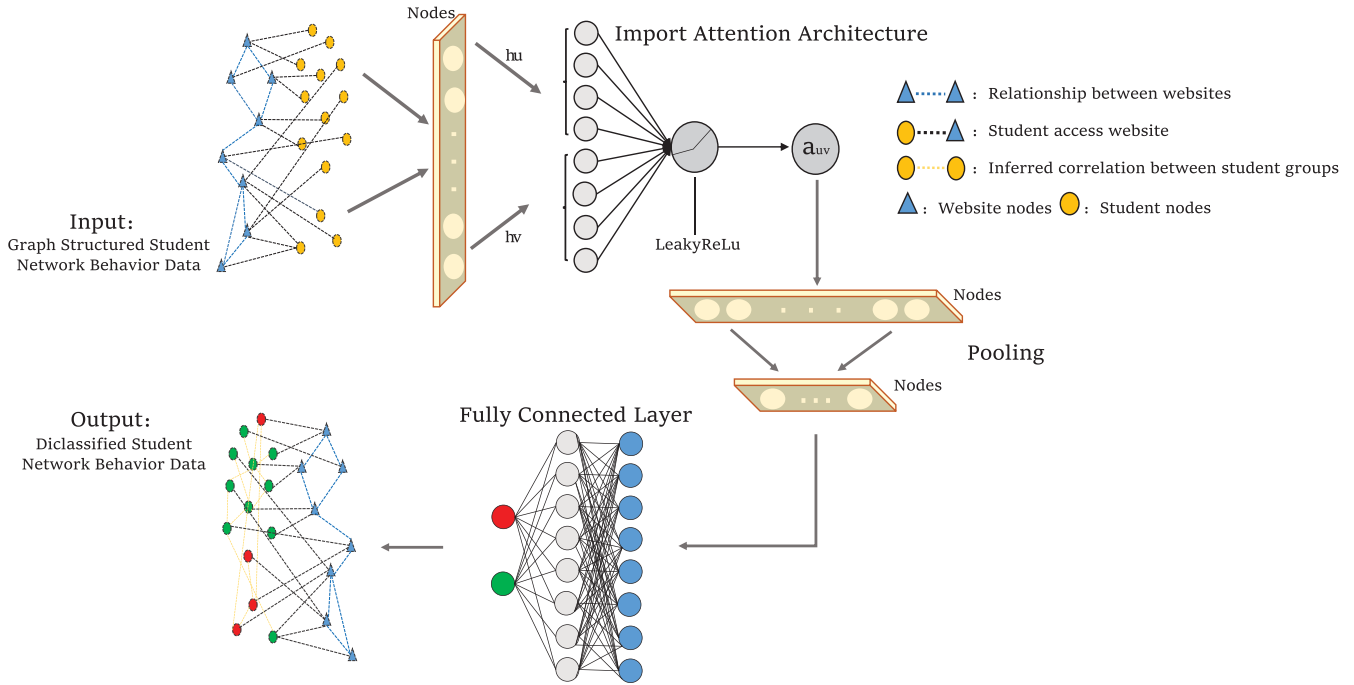 Nodes
hu
Import Attention Architecture
: Relationship between websites
: Student access website
: Inferred correlation between student groups
: Website nodes : Student nodes
auv
LeakyReLu
hv
Input:
Graph Structured Student
Network Behavior Data
Nodes
Pooling
Nodes
Output:
Diclassified Student
Network Behavior Data
Fully Connected Layer